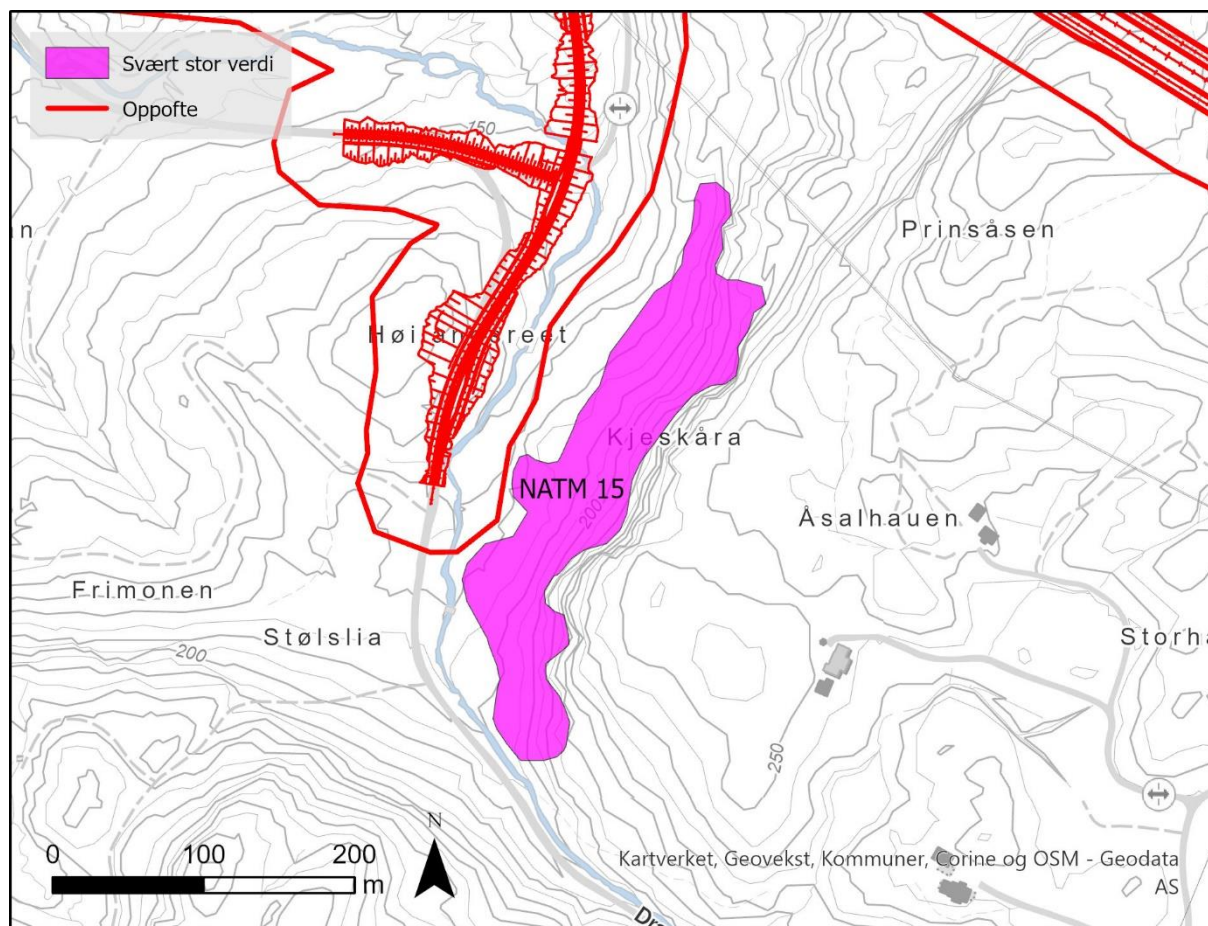 Svært stor verdi
Oppofte
150
Prinsåsen
Kjeskåra
NATM 15
200
Åsalhauen
Frimonen
Stølslia
Storha
200
250
N
0 100 200
m
Kartverket, Geovekst, Kommuner, Corine og OSM - Geodata
AS